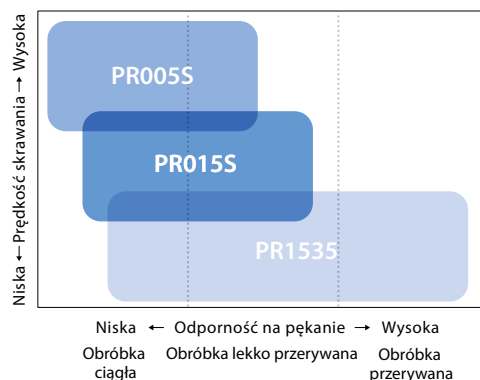 Niska ← Prędkość skrawania → Wysoka
PR005S
PR015S
PR1535
Niska ← Odporność na pękanie → Wysoka
Obróbka ciągła
Obróbka lekko przerywana
Obróbka przerywana